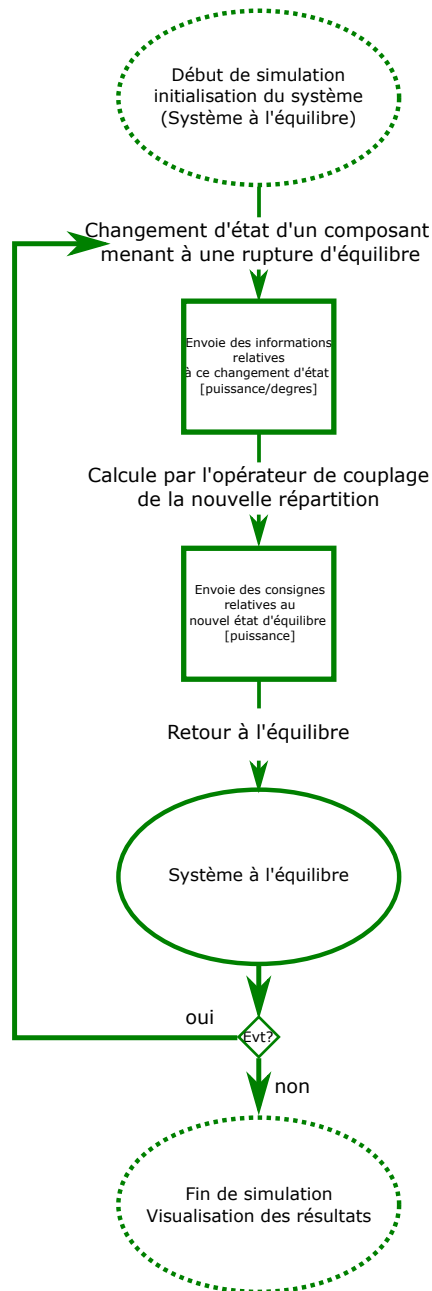 Début de simulation
initialisation du système
(Système à l'équilibre)
Changement d'état d'un composant
menant à une rupture d'équilibre
Envoie des informations
relatives
à ce changement d'état
[puissance/degres]
Calcule par l'opérateur de couplage
de la nouvelle répartition
Envoie des consignes
relatives au
nouvel état d'équilibre
[puissance]
Retour à l'équilibre
Système à l'équilibre
oui
Evt?
non
Fin de simulation
Visualisation des résultats